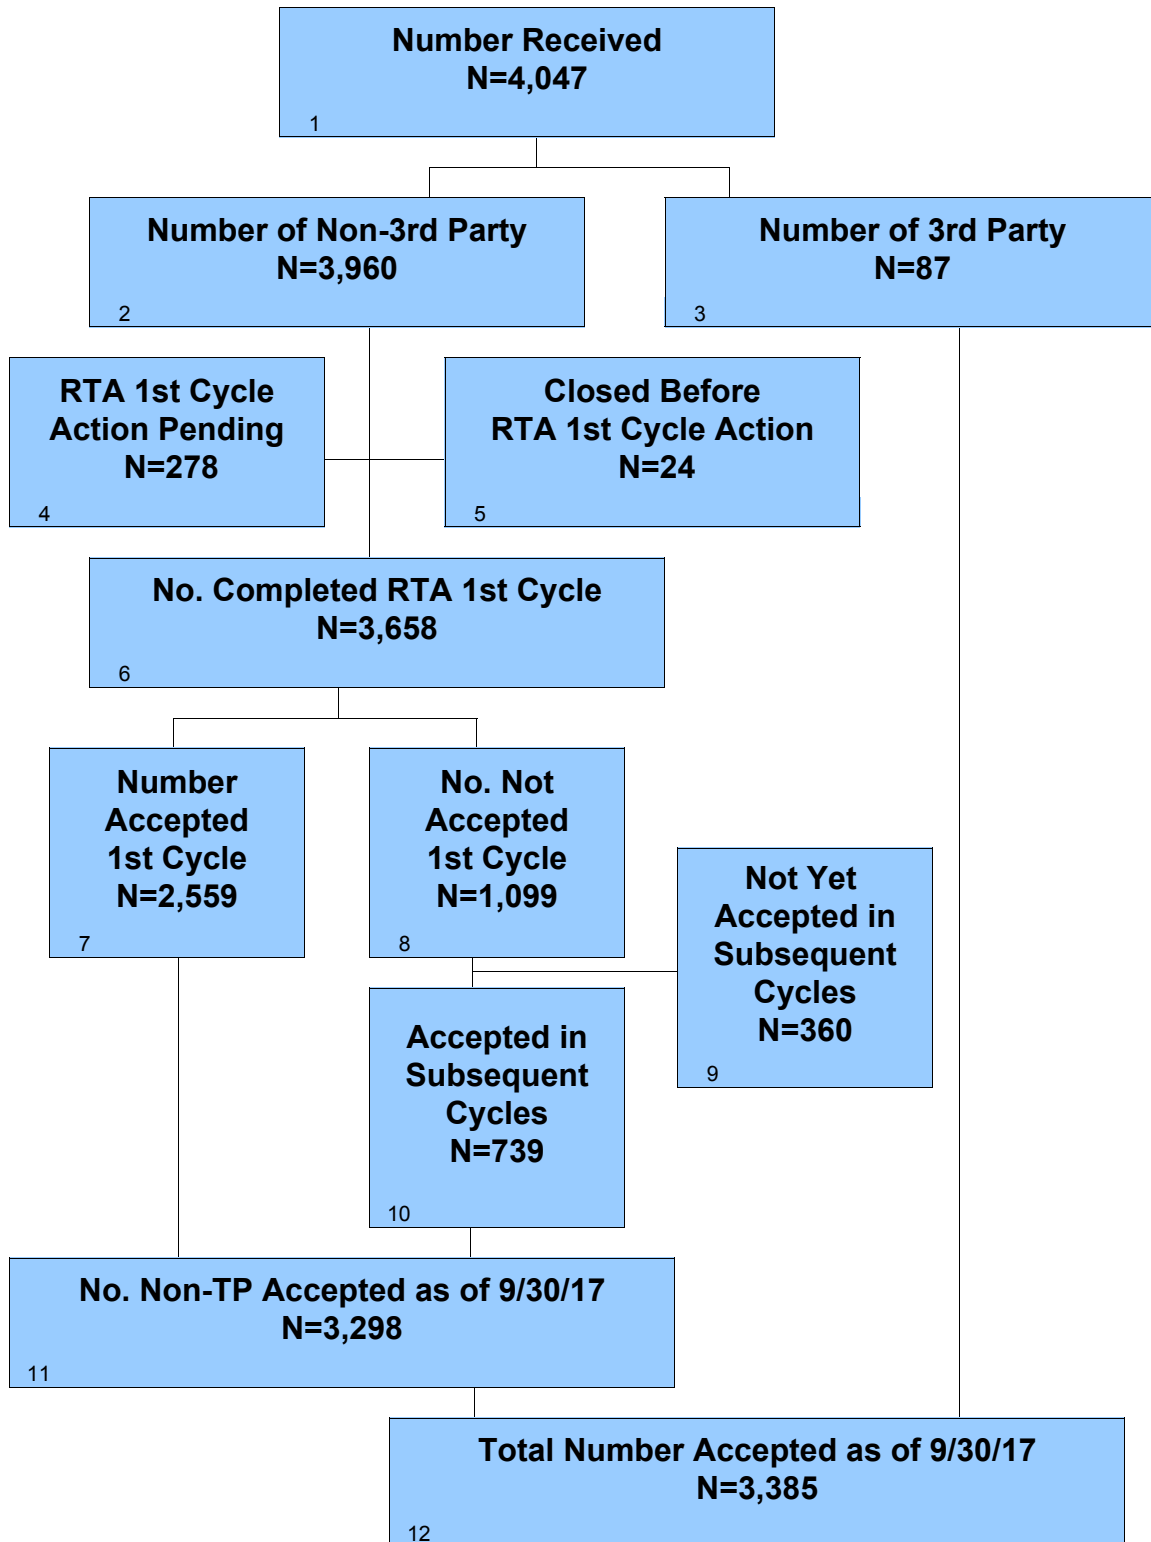 Number Received
N=4,047
1
Number of Non-3rd Party
N=3,960
2
Number of 3rd Party
N=87
3
RTA 1st Cycle
Action Pending
N=278
4
Closed Before
RTA 1st Cycle Action
N=24
5
No. Completed RTA 1st Cycle
N=3,658
6
Number
Accepted
1st Cycle
N=2,559
7
No. Not
Accepted
1st Cycle
N=1,099
8
Not Yet
Accepted in
Subsequent
Cycles
N=360
9
Accepted in
Subsequent
Cycles
N=739
10
No. Non-TP Accepted as of 9/30/17
N=3,298
11
Total Number Accepted as of 9/30/17
N=3,385
12